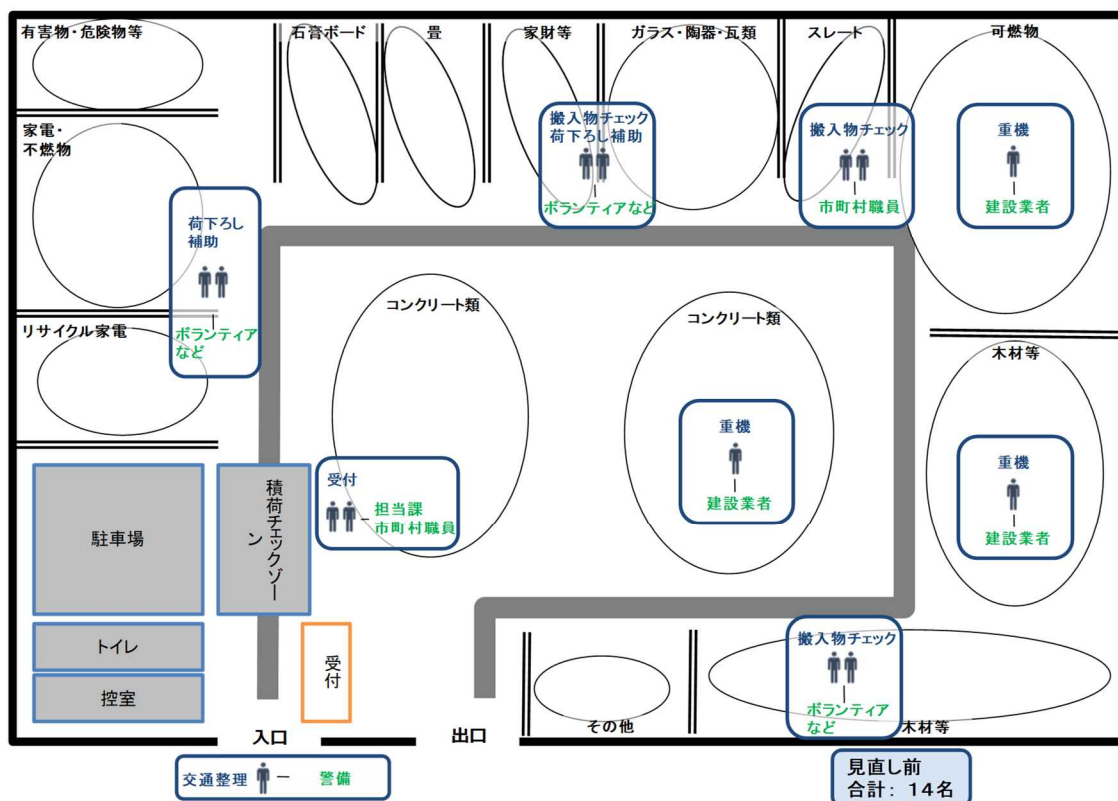 有害物・危険物等
石膏ボード
畳
家財等
ガラス・陶器・瓦類
スレート
可燃物
搬入物チェック
荷下ろし補助
ボランティアなど
搬入物チェック
市町村職員
重機
建設業者
家電・
不燃物
荷下ろし
補助
ボランティア
など
リサイクル家電
コンクリート類
コンクリート類
木材等
重機
建設業者
重機
建設業者
受付
担当課
市町村職員
積荷チェックゾーン
駐車場
トイレ
控室
受付
搬入物チェック
ボランティア
など
その他
木材等
入口
出口
交通整理
警備
見直し前
合計：14名